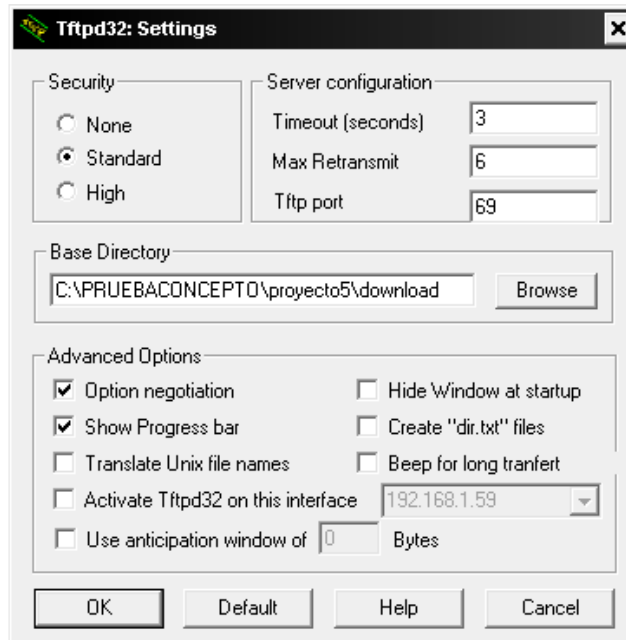 Tftpd32: Settings
Security
None
Standard
High
Server configuration
Timeout (seconds) 3
Max Retransmit 6
Tftp port 69
Base Directory
C:\PRUEBACONCEPTO\proyecto5\download Browse
Advanced Options
Option negotiation Hide Window at startup
Show Progress bar Create "dir.txt" files
Translate Unix file names Beep for long tranfert
Activate Tftpd32 on this interface 192.168.1.59
Use anticipation window of 0 Bytes
OK Default Help Cancel